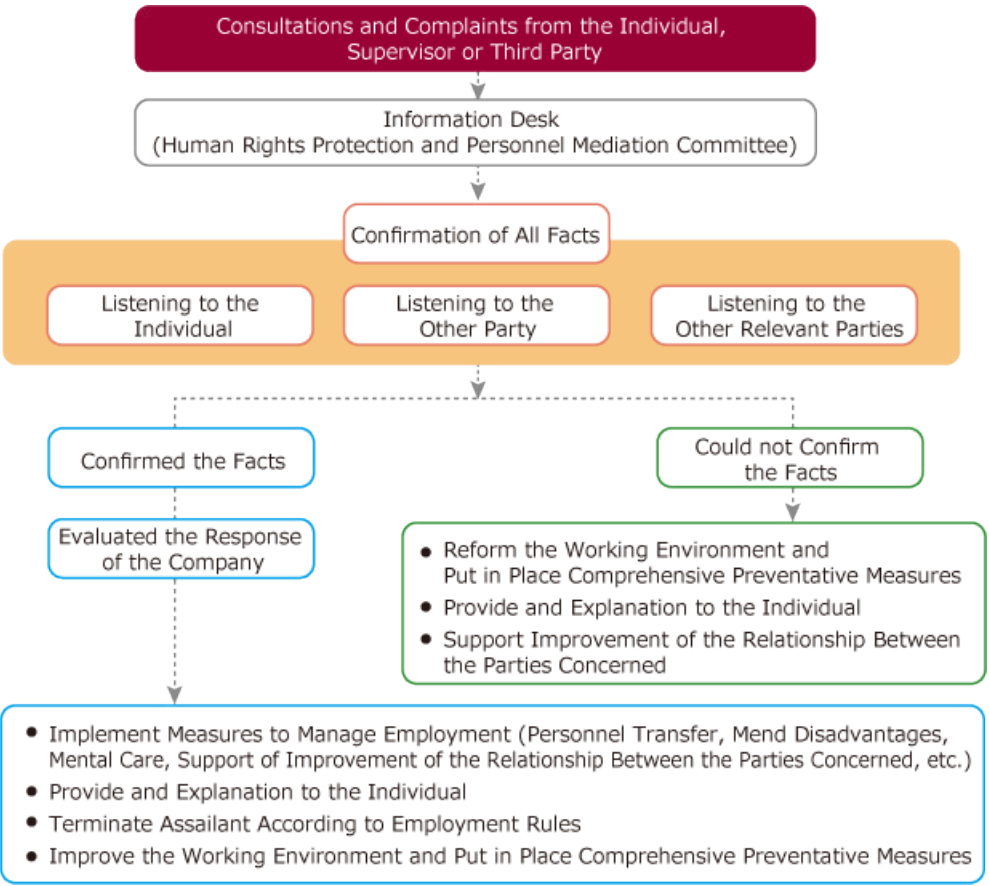 Consultations and Complaints from the Individual,
Supervisor or Third Party
Information Desk
(Human Rights Protection and Personnel Mediation Committee)
Confirmation of All Facts
Listening to the
Individual
Listening to the
Other Party
Listening to the
Other Relevant Parties
Confirmed the Facts
Could not Confirm
the Facts
Evaluated the Response
of the Company
● Reform the Working Environment and
Put in Place Comprehensive Preventative Measures
● Provide and Explanation to the Individual
● Support Improvement of the Relationship Between
the Parties Concerned
● Implement Measures to Manage Employment (Personnel Transfer, Mend Disadvantages,
Mental Care, Support of Improvement of the Relationship Between the Parties Concerned, etc.)
● Provide and Explanation to the Individual
● Terminate Assailant According to Employment Rules
● Improve the Working Environment and Put in Place Comprehensive Preventative Measures